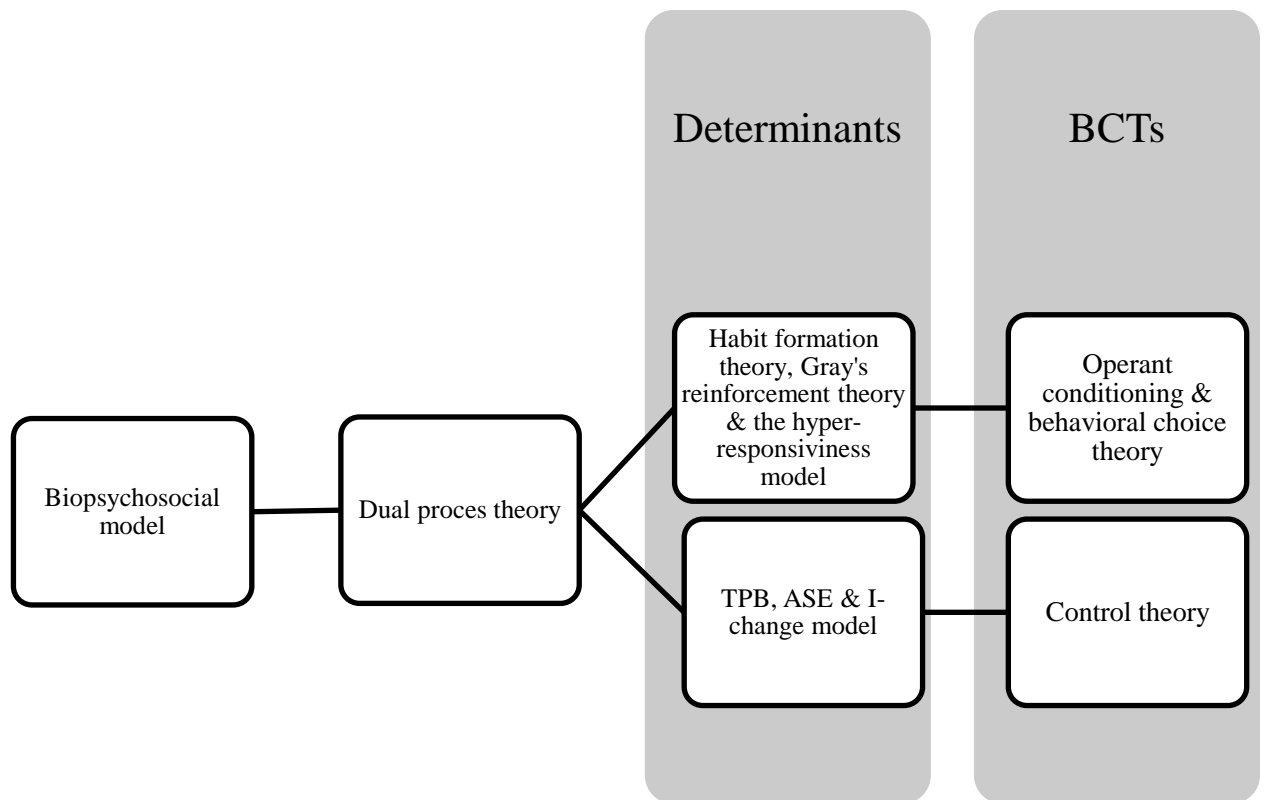 Determinants
BCTs
Biopsychosocial
model
Dual proces theory
Habit formation
theory, Gray's
reinforcement theory
& the hyper-
responsiviness
model
Operant
conditioning &
behavioral choice
theory
TPB, ASE & I-
change model
Control theory